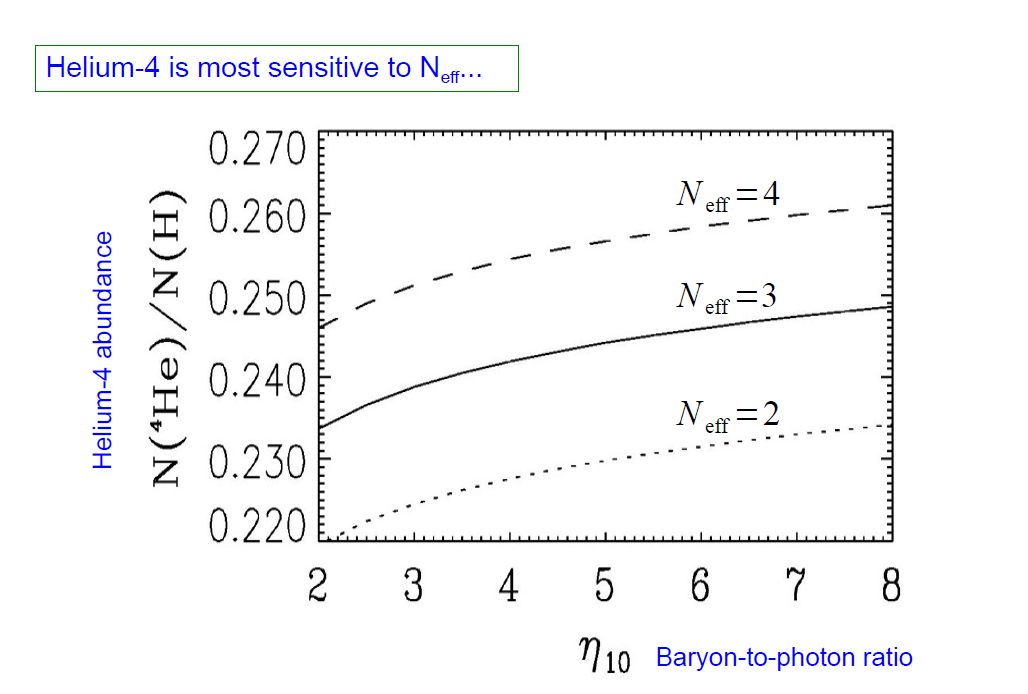 Helium-4 is most sensitive to Neff...
0.270
0.260
0.250
0.240
0.230
0.220
Helium-4 abundance
N(⁴He)/N(H)
Neff=4
Neff=3
Neff=2
2 3 4 5 6 7 8
η10 Baryon-to-photon ratio